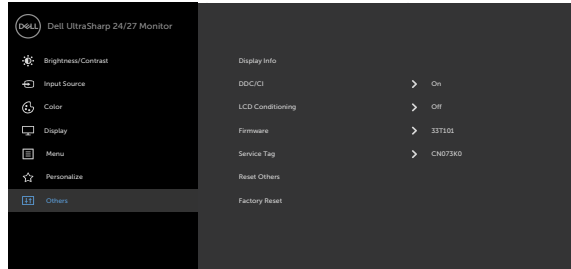 DELL Dell UltraSharp 24/27 Monitor
Brightness/Contrast
Input Source
Color
Display
Menu
Personalize
Others
Display Info
DDC/CI On
LCD Conditioning Off
Firmware 33T101
Service Tag CN073K0
Reset Others
Factory Reset